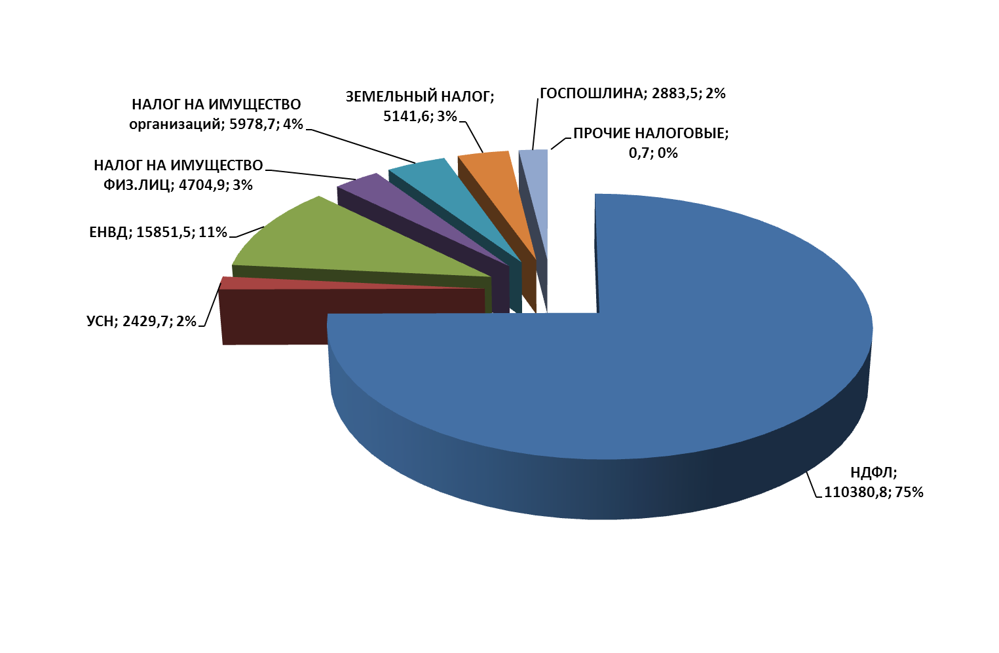 ГОСПОШЛИНА; 2883,5; 2%
ЗЕМЕЛЬНЫЙ НАЛОГ;
5141,6; 3%
НАЛОГ НА ИМУЩЕСТВО
организаций; 5978,7; 4%
ПРОЧИЕ НАЛОГОВЫЕ;
0,7; 0%
НАЛОГ НА ИМУЩЕСТВО
ФИЗ.ЛИЦ; 4704,9; 3%
ЕНВД; 15851,5; 11%
УСН; 2429,7; 2%
НДФЛ;
110380,8; 75%